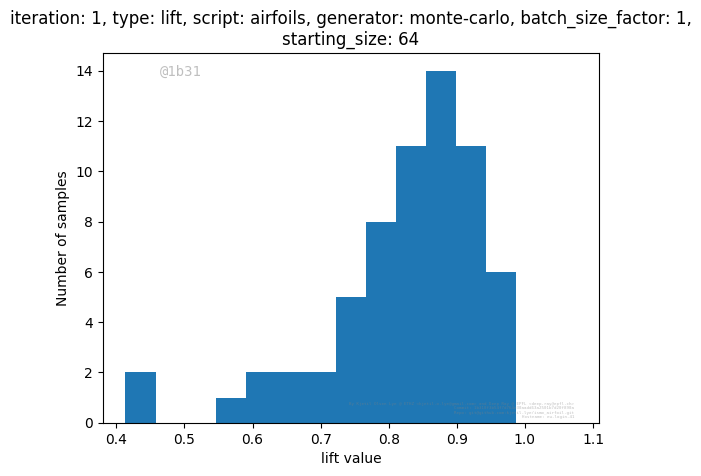 iteration: 1, type: lift, script: airfoils, generator: monte-carlo, batch_size_factor: 1,
starting_size: 64
@1b31
14
12
10
8
6
4
2
0
Number of samples
0.4 0.5 0.6 0.7 0.8 0.9 1.0 1.1
lift value